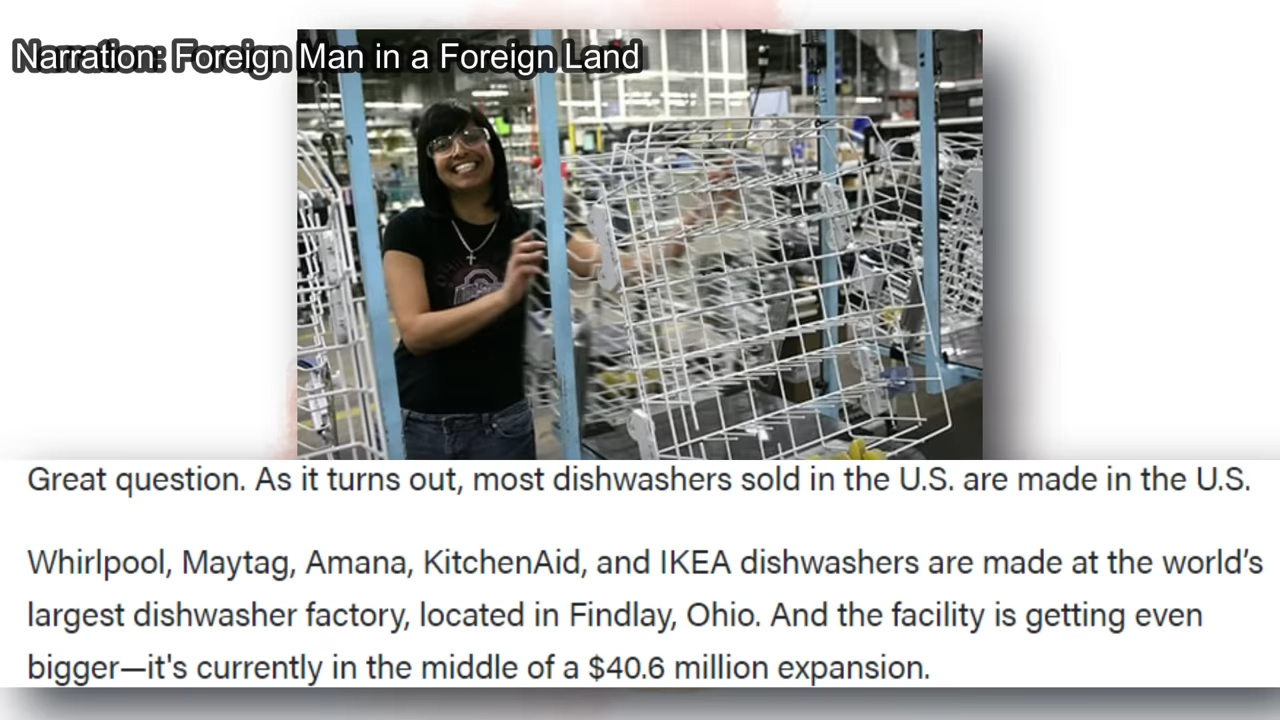 Narration: Foreign Man in a Foreign Land
Great question. As it turns out, most dishwashers sold in the U.S. are made in the U.S.
Whirlpool, Maytag, Amana, KitchenAid, and IKEA dishwashers are made at the world’s
largest dishwasher factory, located in Findlay, Ohio. And the facility is getting even
bigger—it's currently in the middle of a $40.6 million expansion.